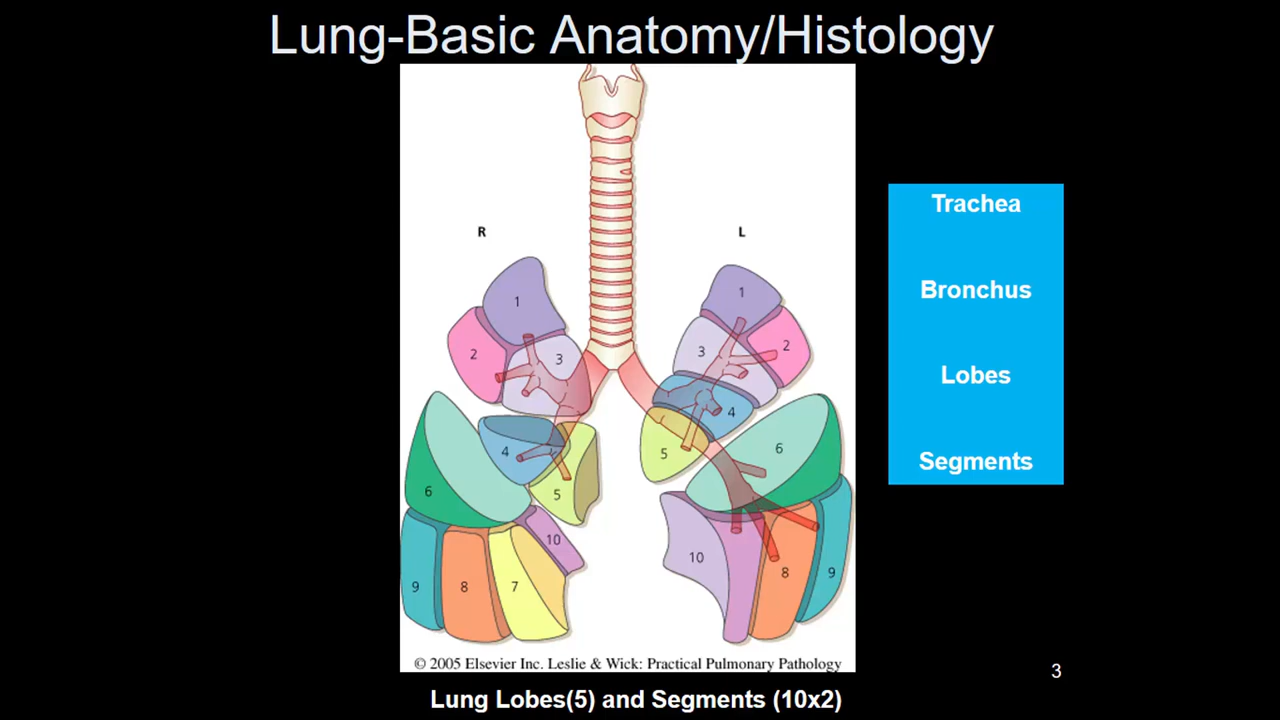 Lung-Basic Anatomy/Histology
R
L
1
2
3
4
5
6
10
9
8
7
1
2
3
4
5
6
10
8
9
Trachea
Bronchus
Lobes
Segments
© 2005 Elsevier Inc. Leslie & Wick: Practical Pulmonary Pathology
3
Lung Lobes(5) and Segments (10x2)